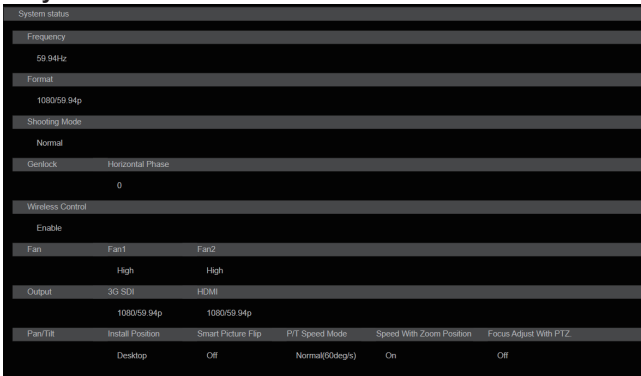 System status
Frequency
59.94Hz
Format
1080/59.94p
Shooting Mode
Normal
Genlock Horizontal Phase
0
Wireless Control
Enable
Fan Fan1 Fan2
High High
Output 3G SDI HDMI
1080/59.94p 1080/59.94p
Pan/Tilt Install Position Smart Picture Flip P/T Speed Mode Speed With Zoom Position Focus Adjust With PTZ.
Desktop Off Normal(60deg/s) On Off